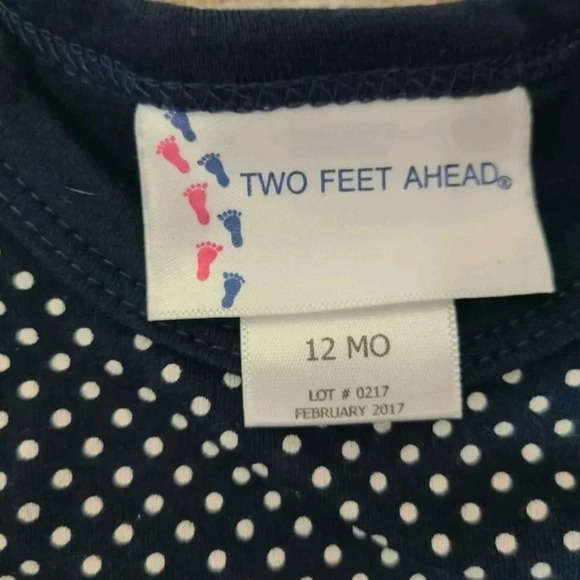 TWO FEET AHEAD®
12 MO
LOT # 0217
FEBRUARY 2017